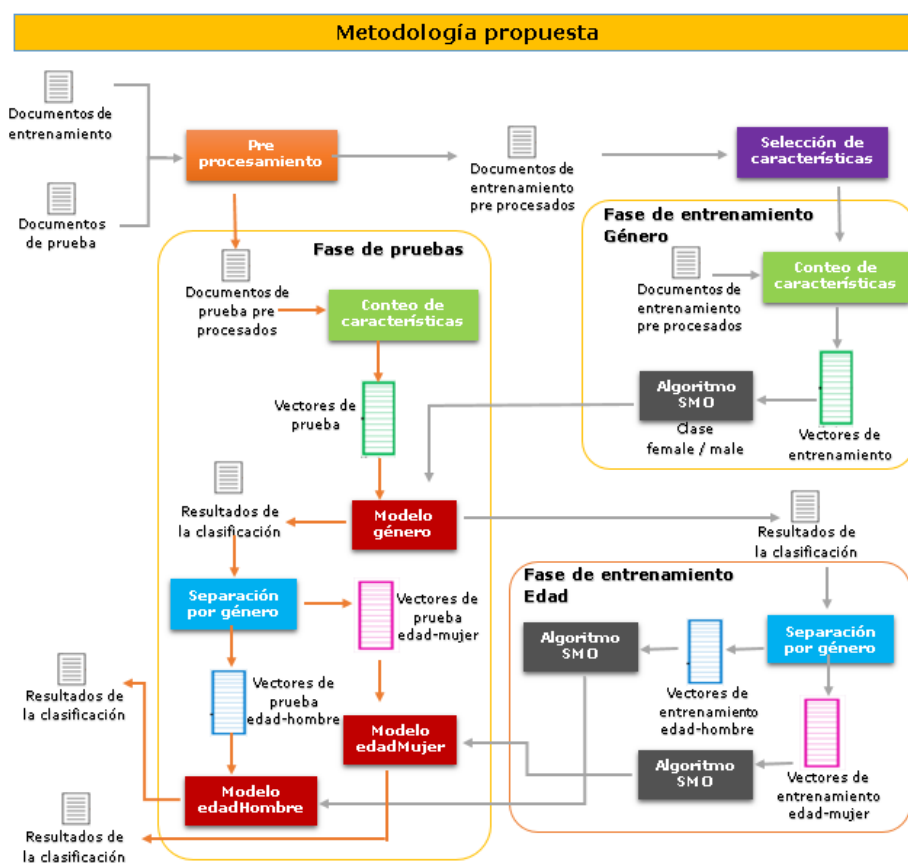 Metodología propuesta
Documentos de
entrenamiento
Pre
procesamiento
Documentos de
entrenamiento
pre procesados
Selección de
características
Documentos
de prueba
Fase de entrenamiento
Género
Fase de pruebas
Documentos de
prueba pre
procesados
Conteo de
características
Documentos de
entrenamiento
pre procesados
Conteo de
características
Vectores de
prueba
Algoritmo
SMO
Clase
female / male
Vectores de
entrenamiento
Resultados de
la clasificación
Modelo
género
Resultados de
la clasificación
Fase de entrenamiento
Edad
Separación
por género
Vectores de
prueba
edad-mujer
Algoritmo
SMO
Separación
por género
Resultados de
la clasificación
Vectores de
prueba
edad-hombre
Vectores de
entrenamiento
edad-hombre
Modelo
edadMujer
Algoritmo
SMO
Vectores de
entrenamiento
edad-mujer
Modelo
edadHombre
Resultados de
la clasificación